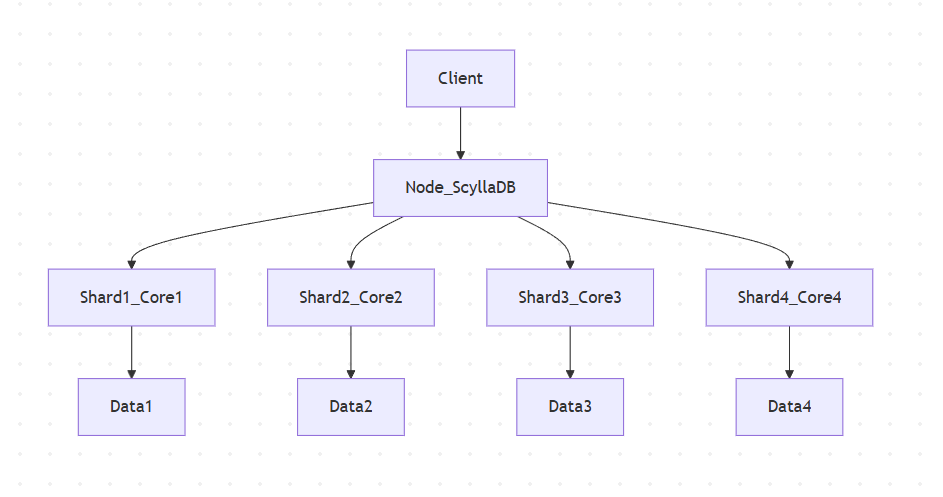 Client
Node_ScyllaDB
Shard1_Core1
Shard2_Core2
Shard3_Core3
Shard4_Core4
Data1
Data2
Data3
Data4